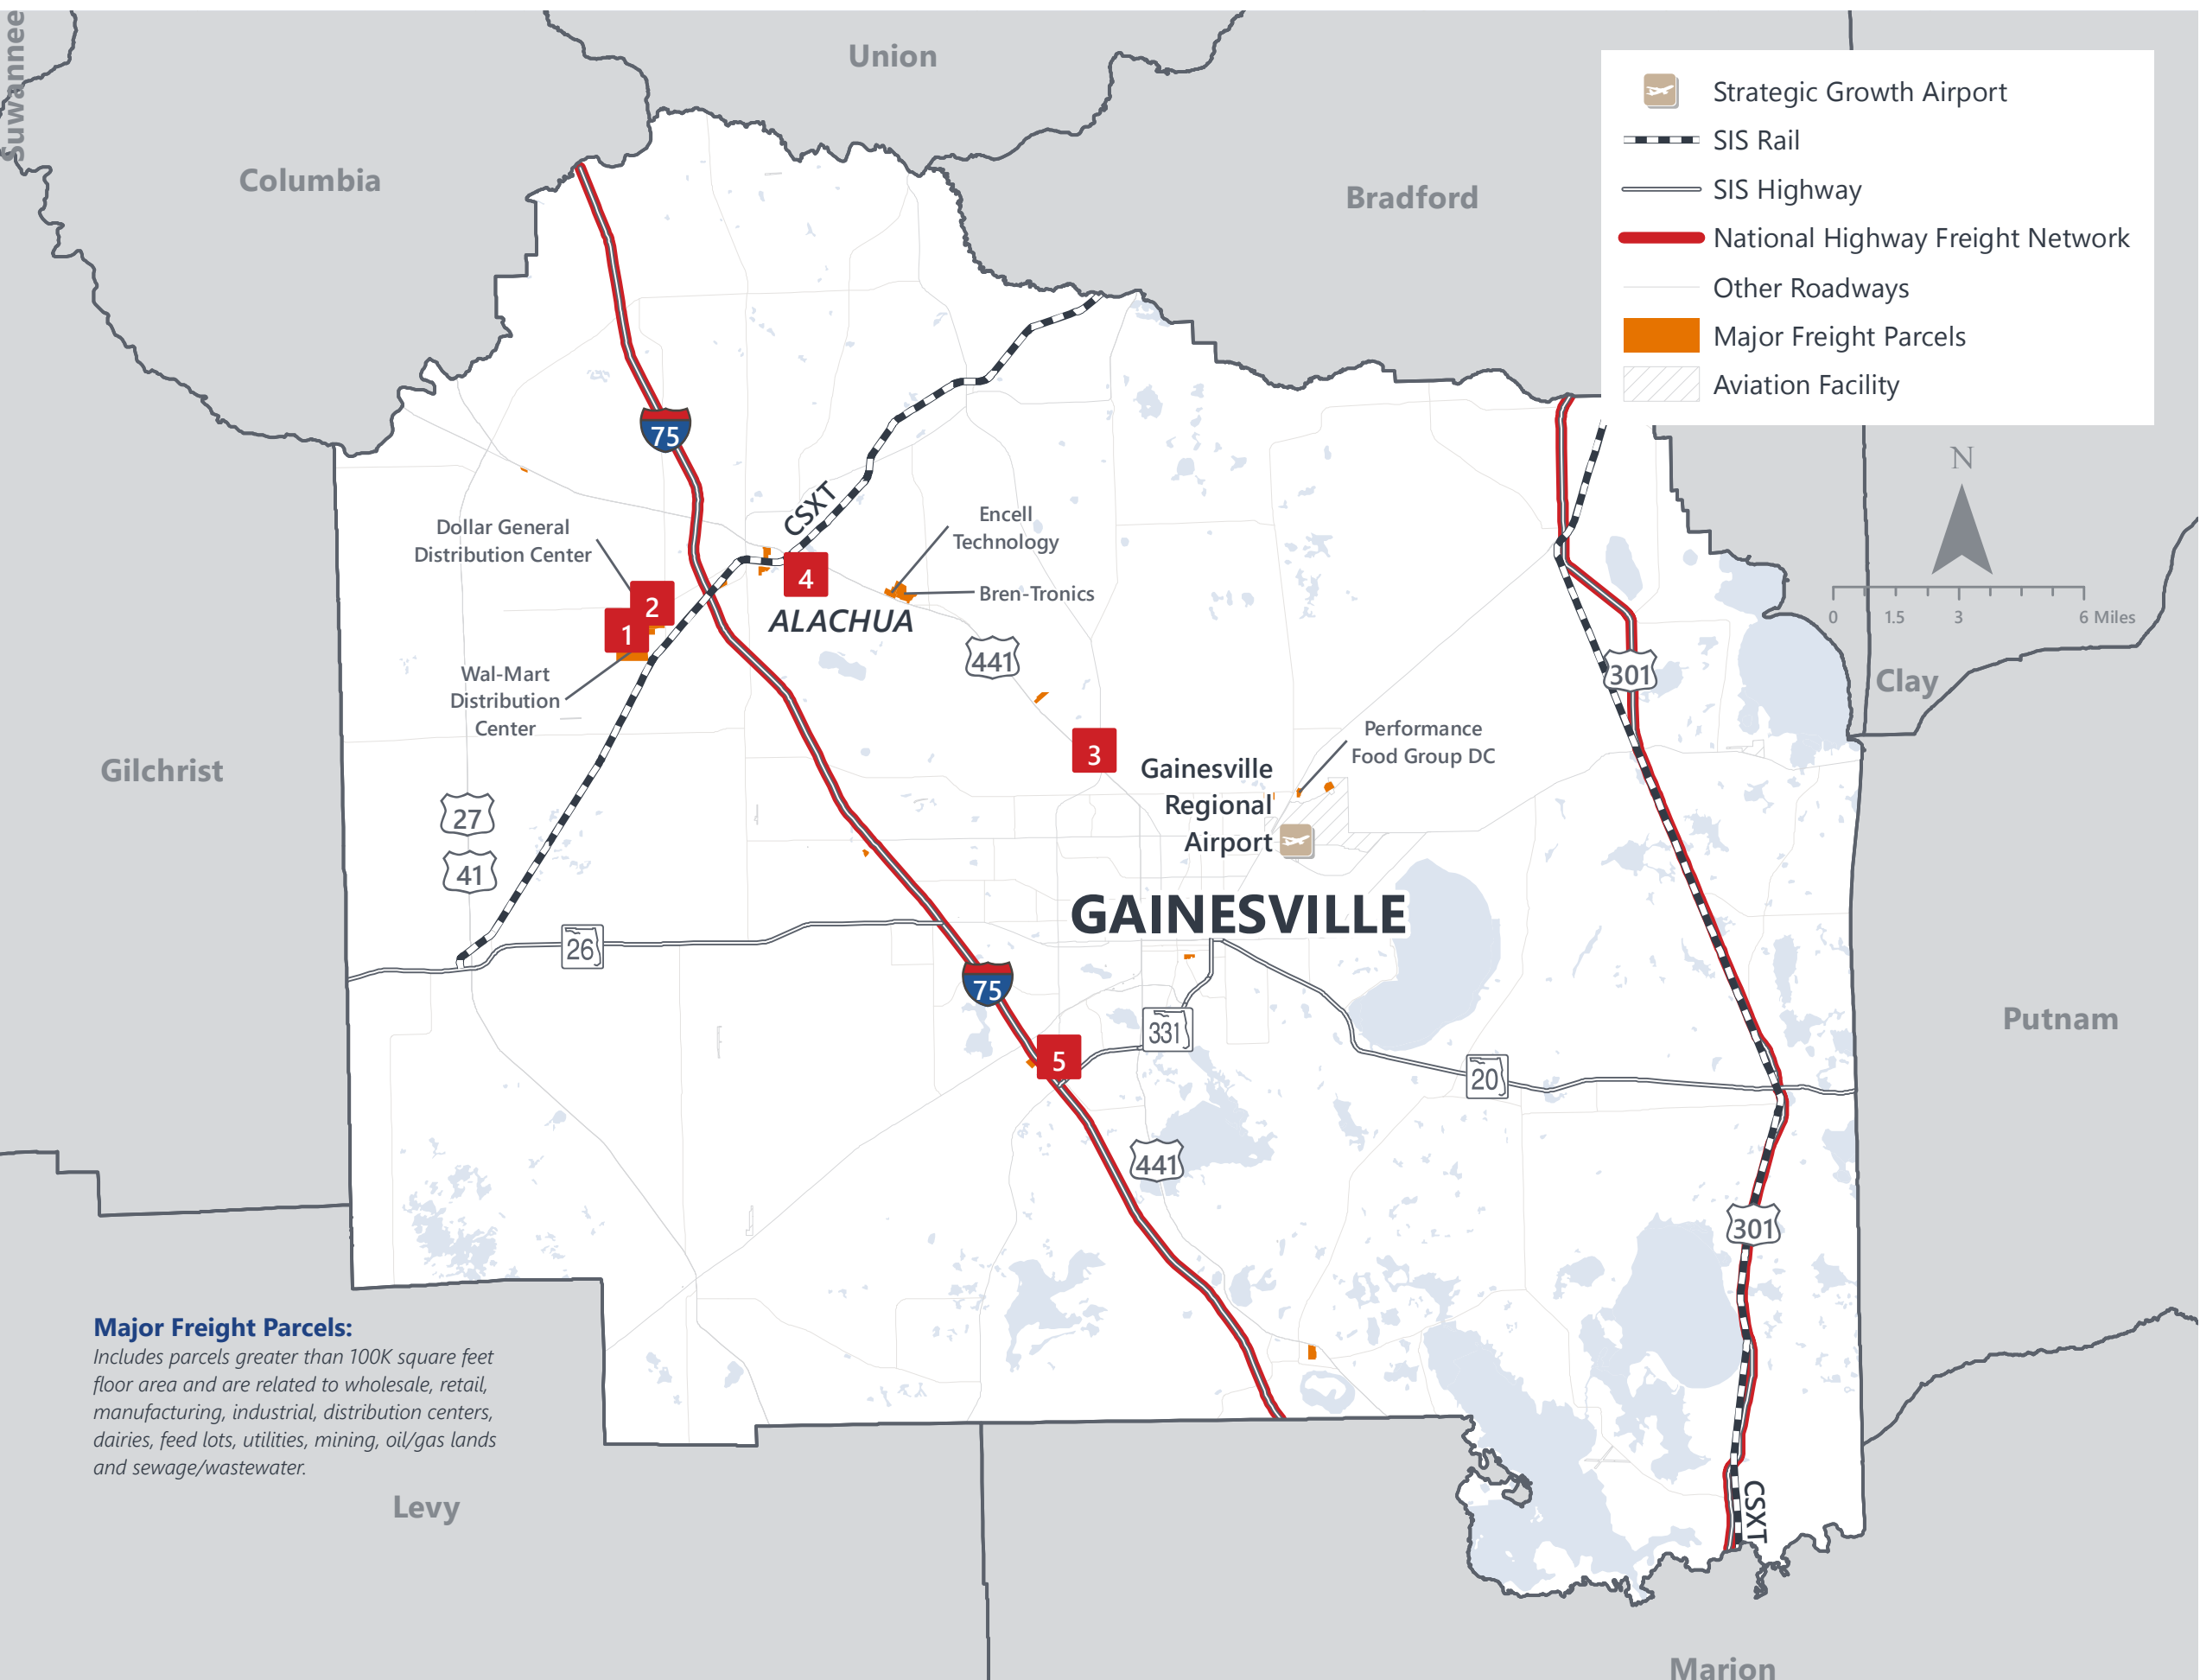 Suwannee
Union
Columbia
Bradford
Strategic Growth Airport
SIS Rail
SIS Highway
National Highway Freight Network
Other Roadways
Major Freight Parcels
Aviation Facility
N
0 1.5 3 6 Miles
75
CSXT
Dollar General
Distribution Center
Encell
Technology
Bren-Tronics
4
2
1
ALACHUA
441
301
Clay
Wal-Mart
Distribution
Center
3
Performance
Food Group DC
Gainesville
Regional
Airport
Gilchrist
27
41
GAINESVILLE
26
75
331
5
20
Putnam
441
301
Major Freight Parcels:
Includes parcels greater than 100K square feet
floor area and are related to wholesale, retail,
manufacturing, industrial, distribution centers,
dairies, feed lots, utilities, mining, oil/gas lands
and sewage/wastewater.
CSXT
Levy
Marion